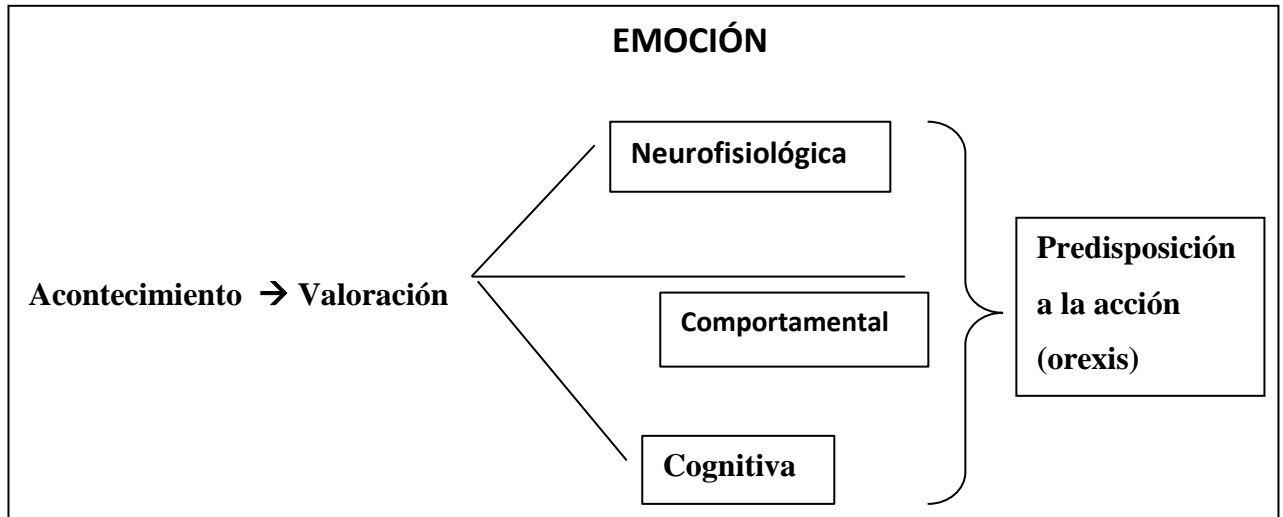 EMOCIÓN
Neurofisiológica
Acontecimiento → Valoración
Comportamental
Cognitiva
Predisposición
a la acción
(orexis)